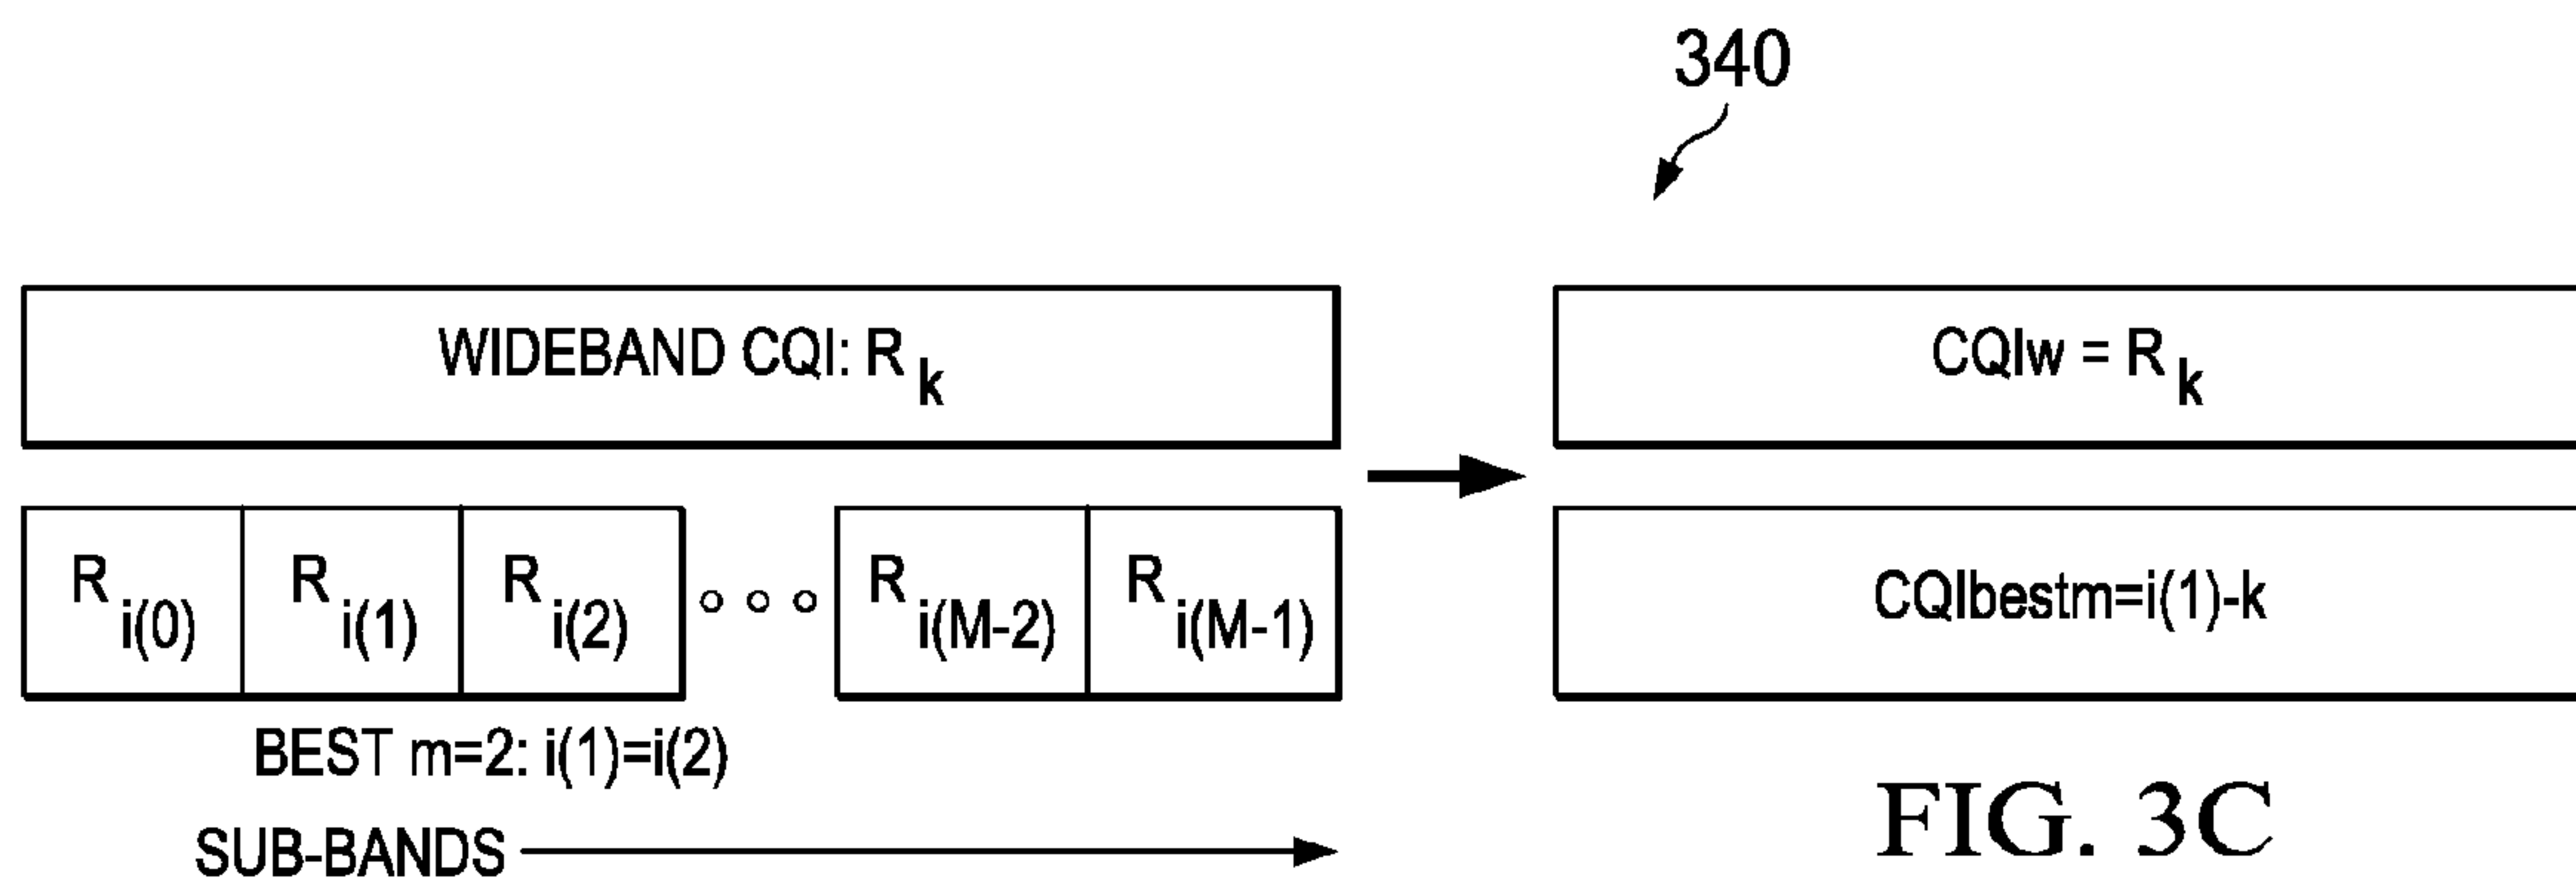 340
WIDEBAND CQI: R k
CQIw = R k
R i(0) R i(1) R i(2) R i(M-2) R i(M-1)
CQIbestm=i(1)-k
BEST m=2: i(1)=i(2)
SUB-BANDS
FIG. 3C